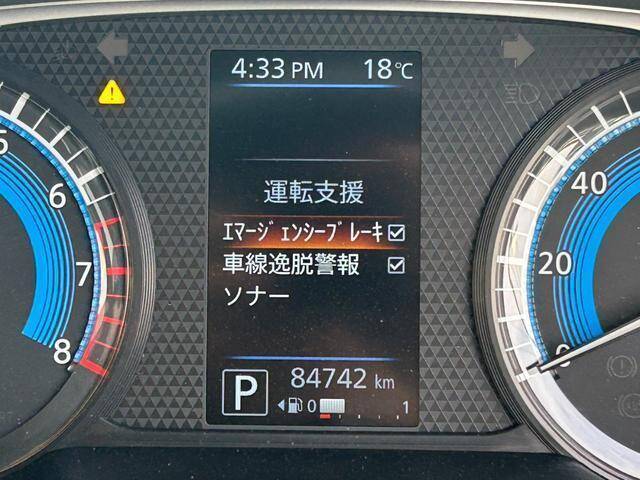 4:33 PM 18℃
運転支援
ｴﾏｰｼﾞｪﾝｼｰﾌﾞﾚｰｷ
車線逸脱警報
ソナー
P 84742 km
0 1
5
6
7
8
40
20
0